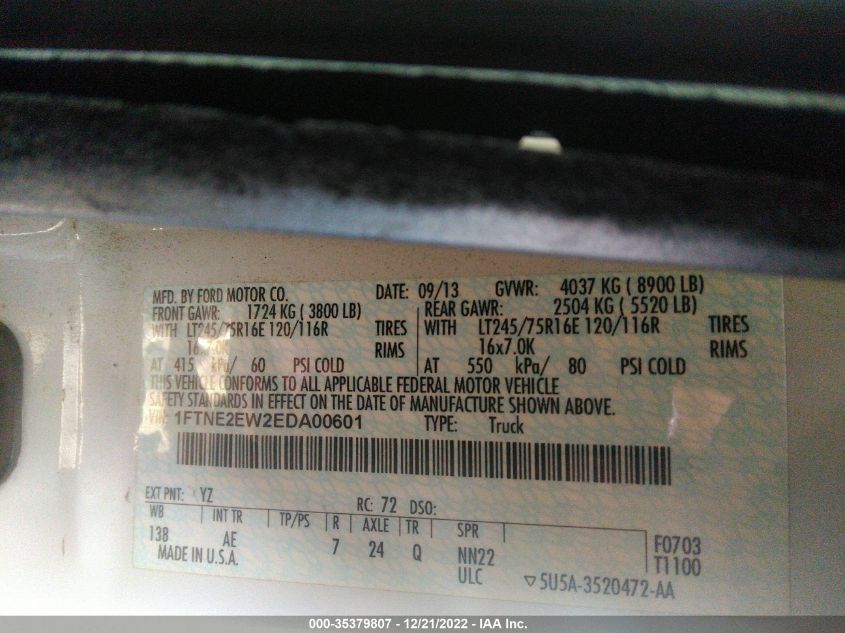 MFD. BY FORD MOTOR CO. DATE: 09/13 GVWR: 4037 KG ( 8900 LB)
FRONT GAWR: 1724 KG ( 3800 LB) REAR GAWR: 2504 KG ( 5520 LB)
WITH LT245/75R16E 120/116R TIRES WITH LT245/75R16E 120/116R TIRES
RIMS 16x7.0K RIMS
AT 415 kPa/ 60 PSI COLD AT 550 kPa/ 80 PSI COLD
THIS VEHICLE CONFORMS TO ALL APPLICABLE FEDERAL MOTOR VEHICLE
SAFETY STANDARDS IN EFFECT ON THE DATE OF MANUFACTURE SHOWN ABOVE.
VIN: 1FTNE2EW2EDA00601 TYPE: Truck
EXT PNT: YZ RC: 72 DSO:
WB INT TR TP/PS R AXLE TR SPR
138 AE 7 24 Q NN22 F0703
MADE IN U.S.A. ULC T1100
▽5U5A-3520472-AA
000-35379807 - 12/21/2022 - IAA Inc.